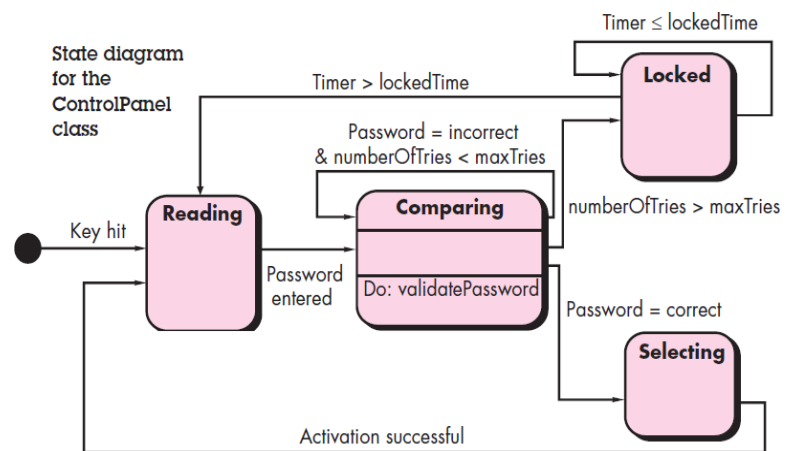 State diagram
for the
ControlPanel
class
Timer ≤ lockedTime
Locked
Timer > lockedTime
Password = incorrect
& numberOfTries < maxTries
Reading
Comparing
numberOfTries > maxTries
Key hit
Password
entered
Do: validatePassword
Password = correct
Selecting
Activation successful